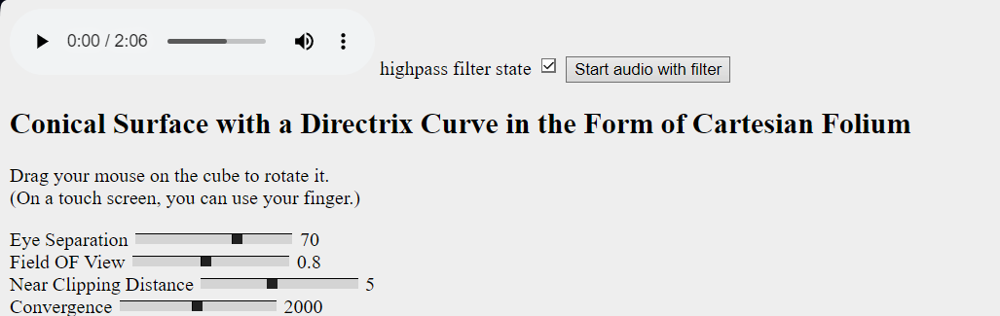 0:00 / 2:06
highpass filter state Start audio with filter
Conical Surface with a Directrix Curve in the Form of Cartesian Folium
Drag your mouse on the cube to rotate it.
(On a touch screen, you can use your finger.)
Eye Separation 70
Field OF View 0.8
Near Clipping Distance 5
Convergence 2000